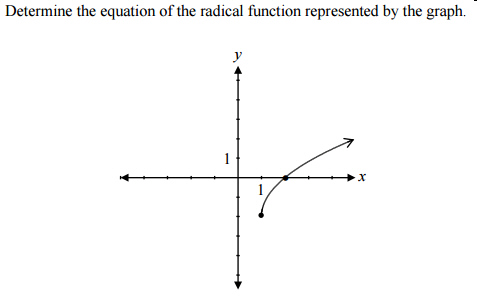 Determine the equation of the radical function represented by the graph.
y
1
x
1